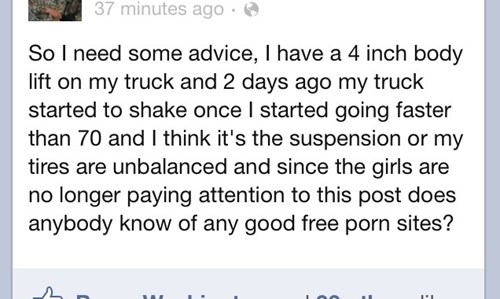 37 minutes ago ·
So I need some advice, I have a 4 inch body
lift on my truck and 2 days ago my truck
started to shake once I started going faster
than 70 and I think it's the suspension or my
tires are unbalanced and since the girls are
no longer paying attention to this post does
anybody know of any good free porn sites?